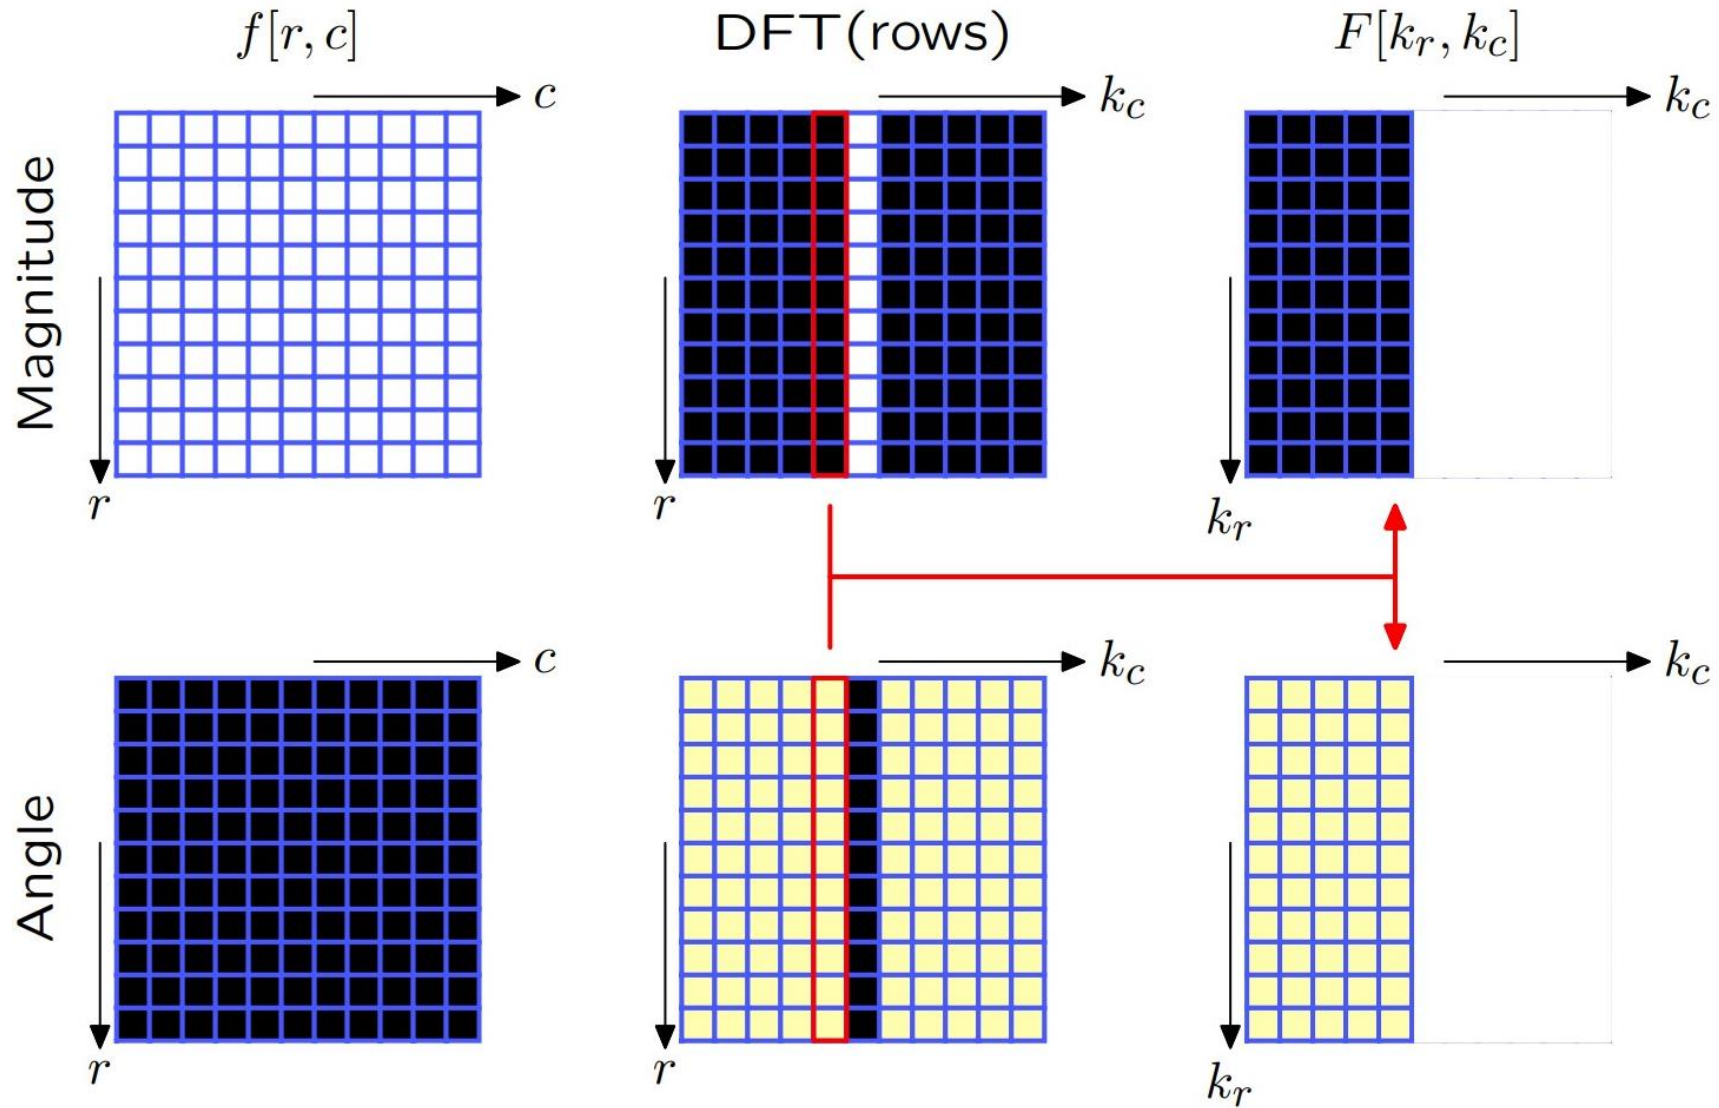 f[r, c]
DFT(rows)
F[k_r, k_c]
c
k_c
k_c
Magnitude
r
r
k_r
c
k_c
k_c
Angle
r
r
k_r